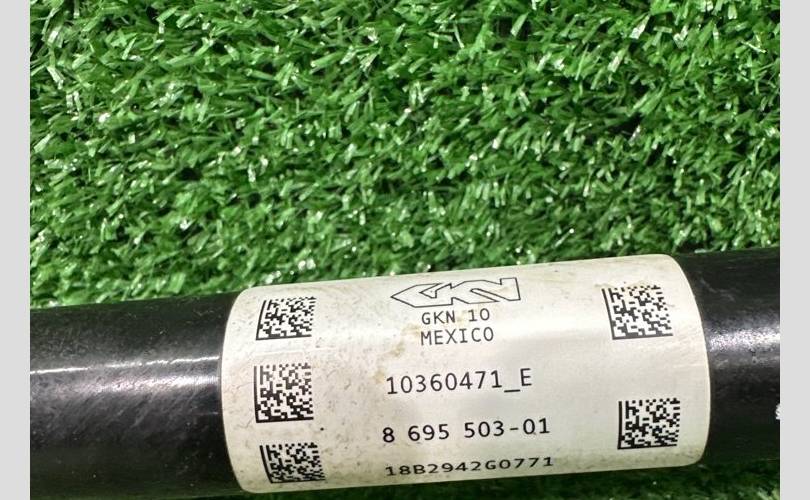 GKN
GKN 10
MEXICO
10360471_E
8 695 503-01
18B2942G0771